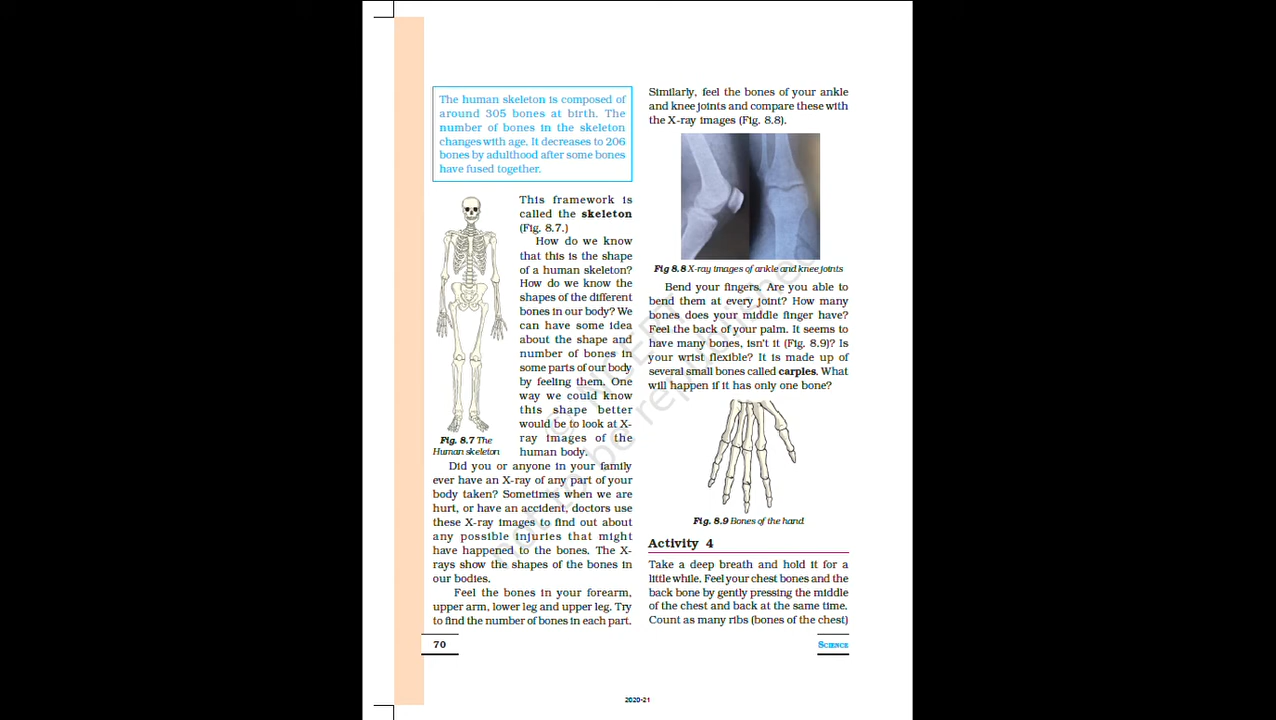 The human skeleton is composed of
around 305 bones at birth. The
number of bones in the skeleton
changes with age. It decreases to 206
bones by adulthood after some bones
have fused together.
This framework is
called the skeleton
(Fig. 8.7.)
How do we know
that this is the shape
of a human skeleton?
How do we know the
shapes of the different
bones in our body? We
can have some idea
about the shape and
number of bones in
some parts of our body
by feeling them. One
way we could know
this shape better
would be to look at X-
ray images of the
human body.
Fig. 8.7 The
Human skeleton
Did you or anyone in your family
ever have an X-ray of any part of your
body taken? Sometimes when we are
hurt, or have an accident, doctors use
these X-ray images to find out about
any possible injuries that might
have happened to the bones. The X-
rays show the shapes of the bones in
our bodies.
Feel the bones in your forearm,
upper arm, lower leg and upper leg. Try
to find the number of bones in each part.
Similarly, feel the bones of your ankle
and knee joints and compare these with
the X-ray images (Fig. 8.8).
Fig 8.8 X-ray images of ankle and knee joints
Bend your fingers. Are you able to
bend them at every joint? How many
bones does your middle finger have?
Feel the back of your palm. It seems to
have many bones, isn't it (Fig. 8.9)? Is
your wrist flexible? It is made up of
several small bones called carples. What
will happen if it has only one bone?
Fig. 8.9 Bones of the hand
Activity 4
Take a deep breath and hold it for a
little while. Feel your chest bones and the
back bone by gently pressing the middle
of the chest and back at the same time.
Count as many ribs (bones of the chest)
70
SCIENCE
2020-21
© NCERT
not to be republished